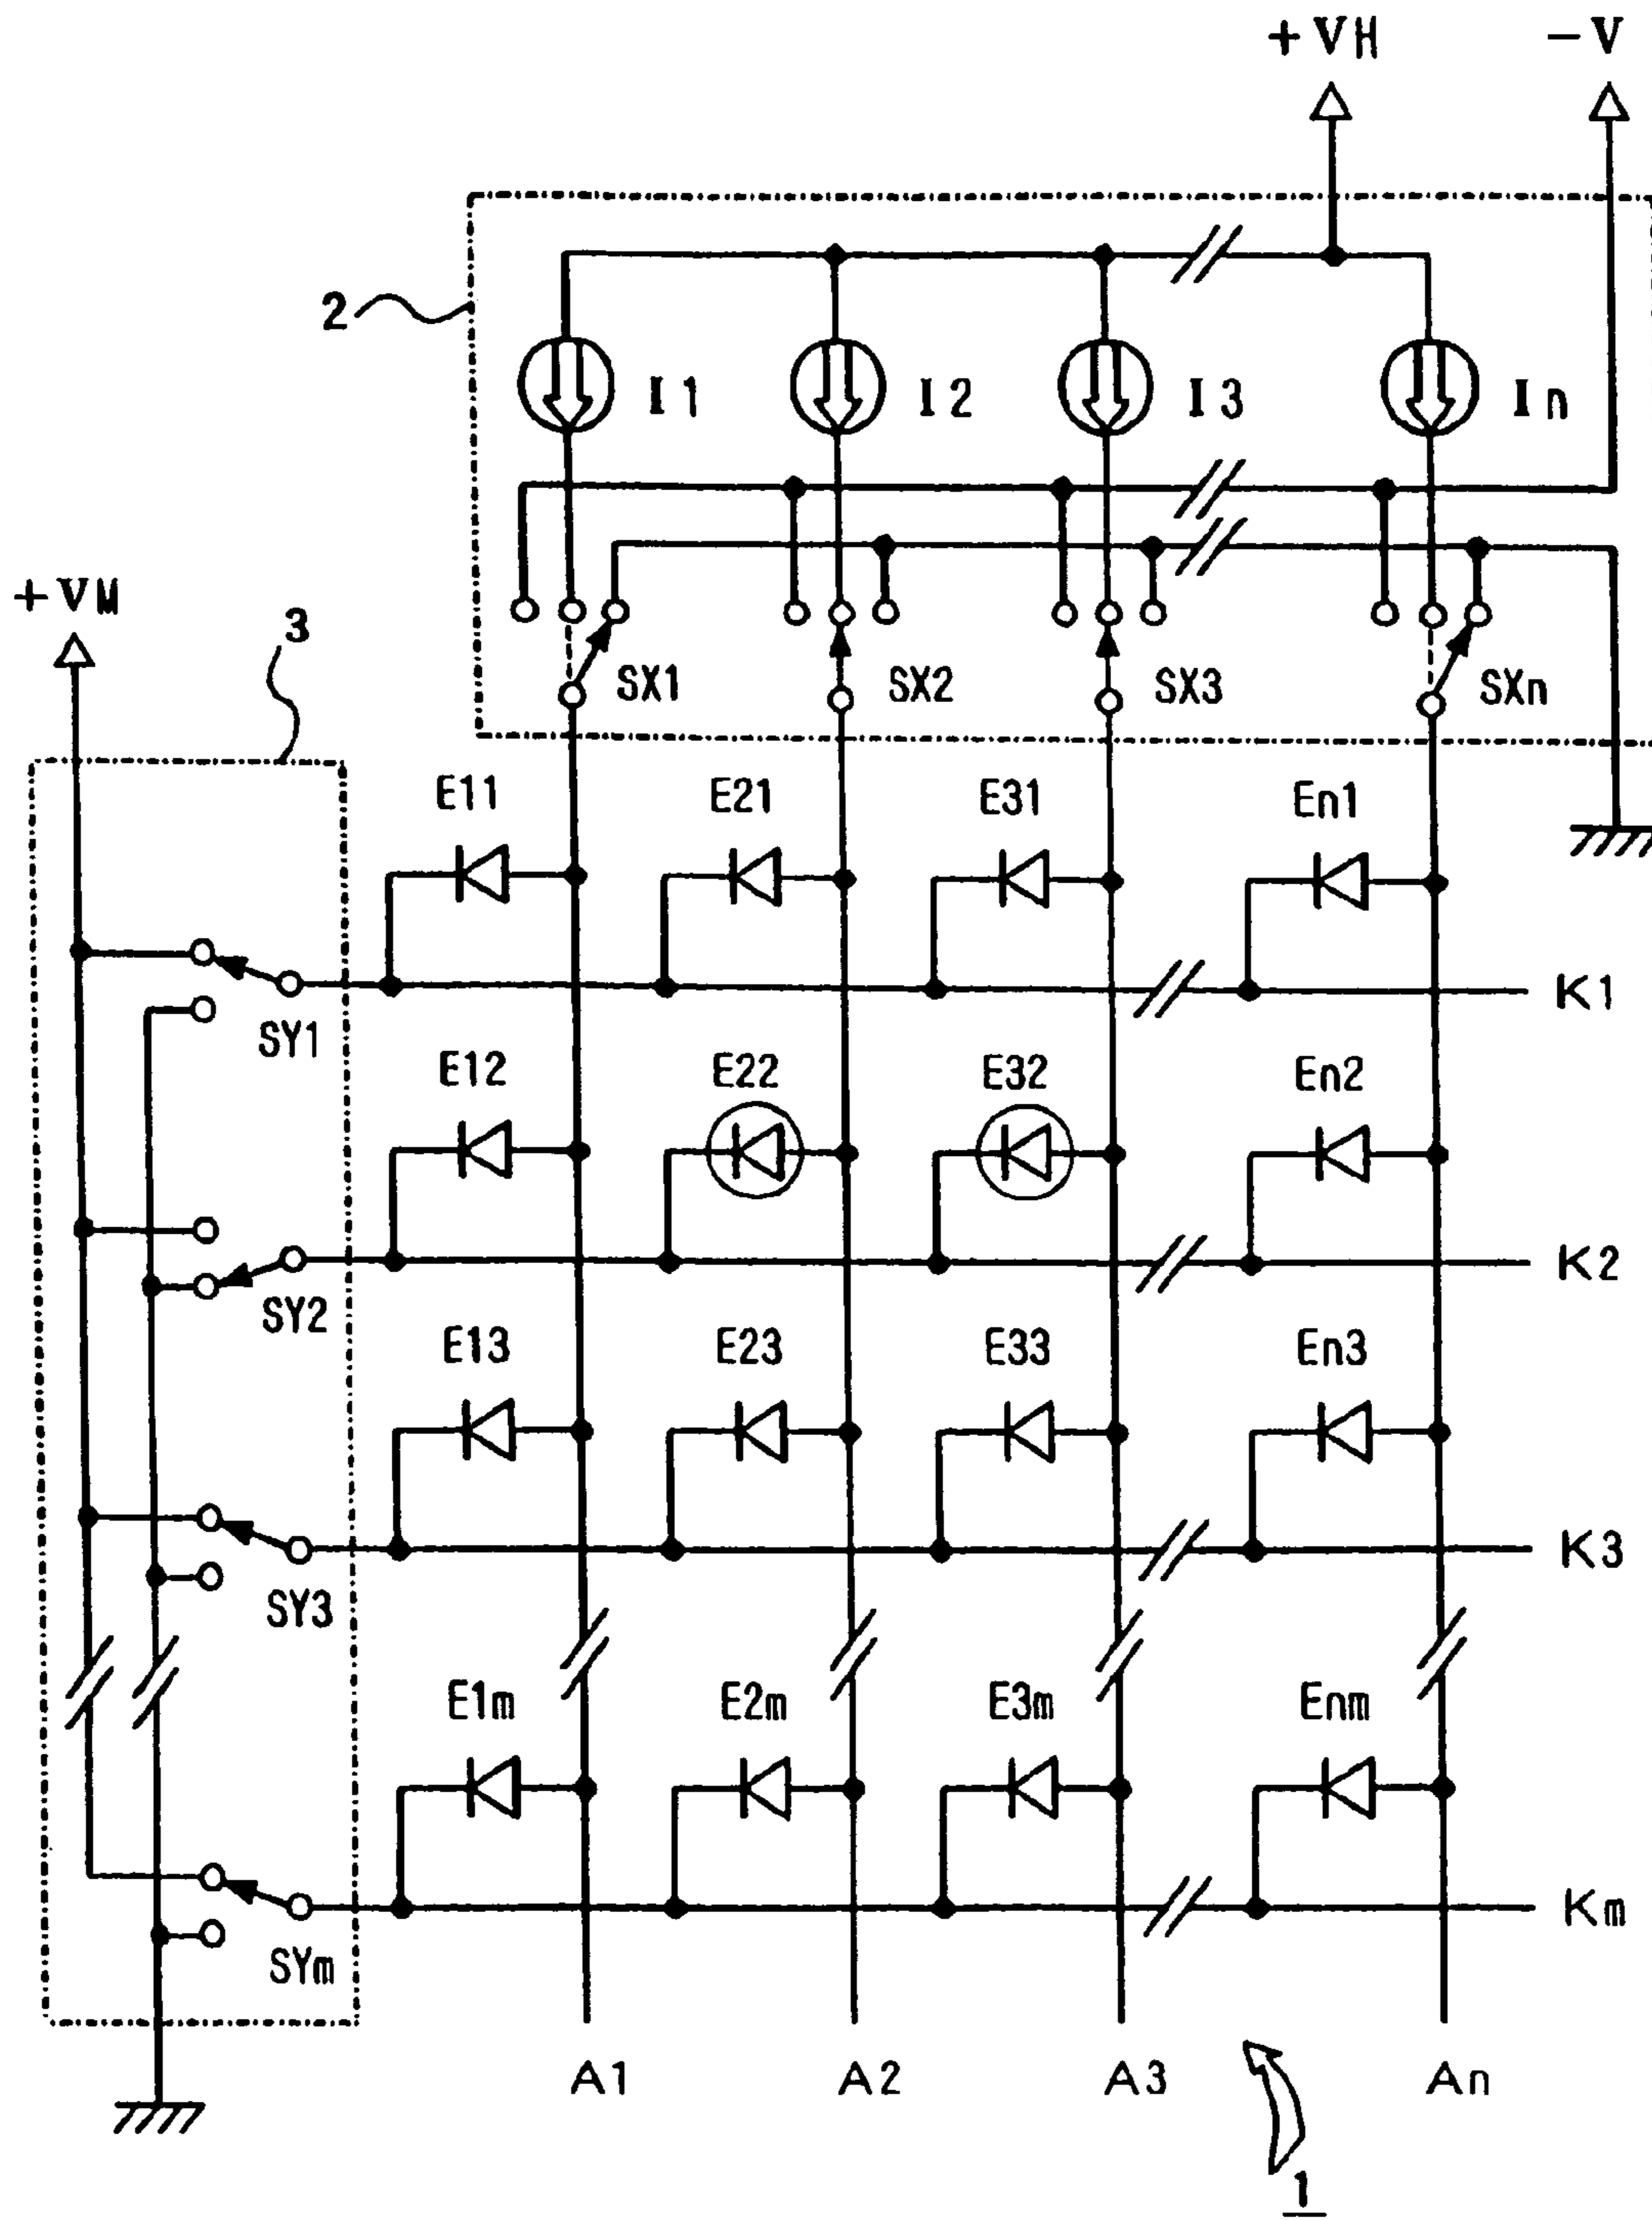 +VH -V
2
I1 I2 I3 In
+VM
3
SX1 SX2 SX3 SXn
E11 E21 E31 En1
K1
SY1
E12 E22 E32 En2
K2
SY2
E13 E23 E33 En3
K3
SY3
E1m E2m E3m Enm
Km
SYm
A1 A2 A3 An
1